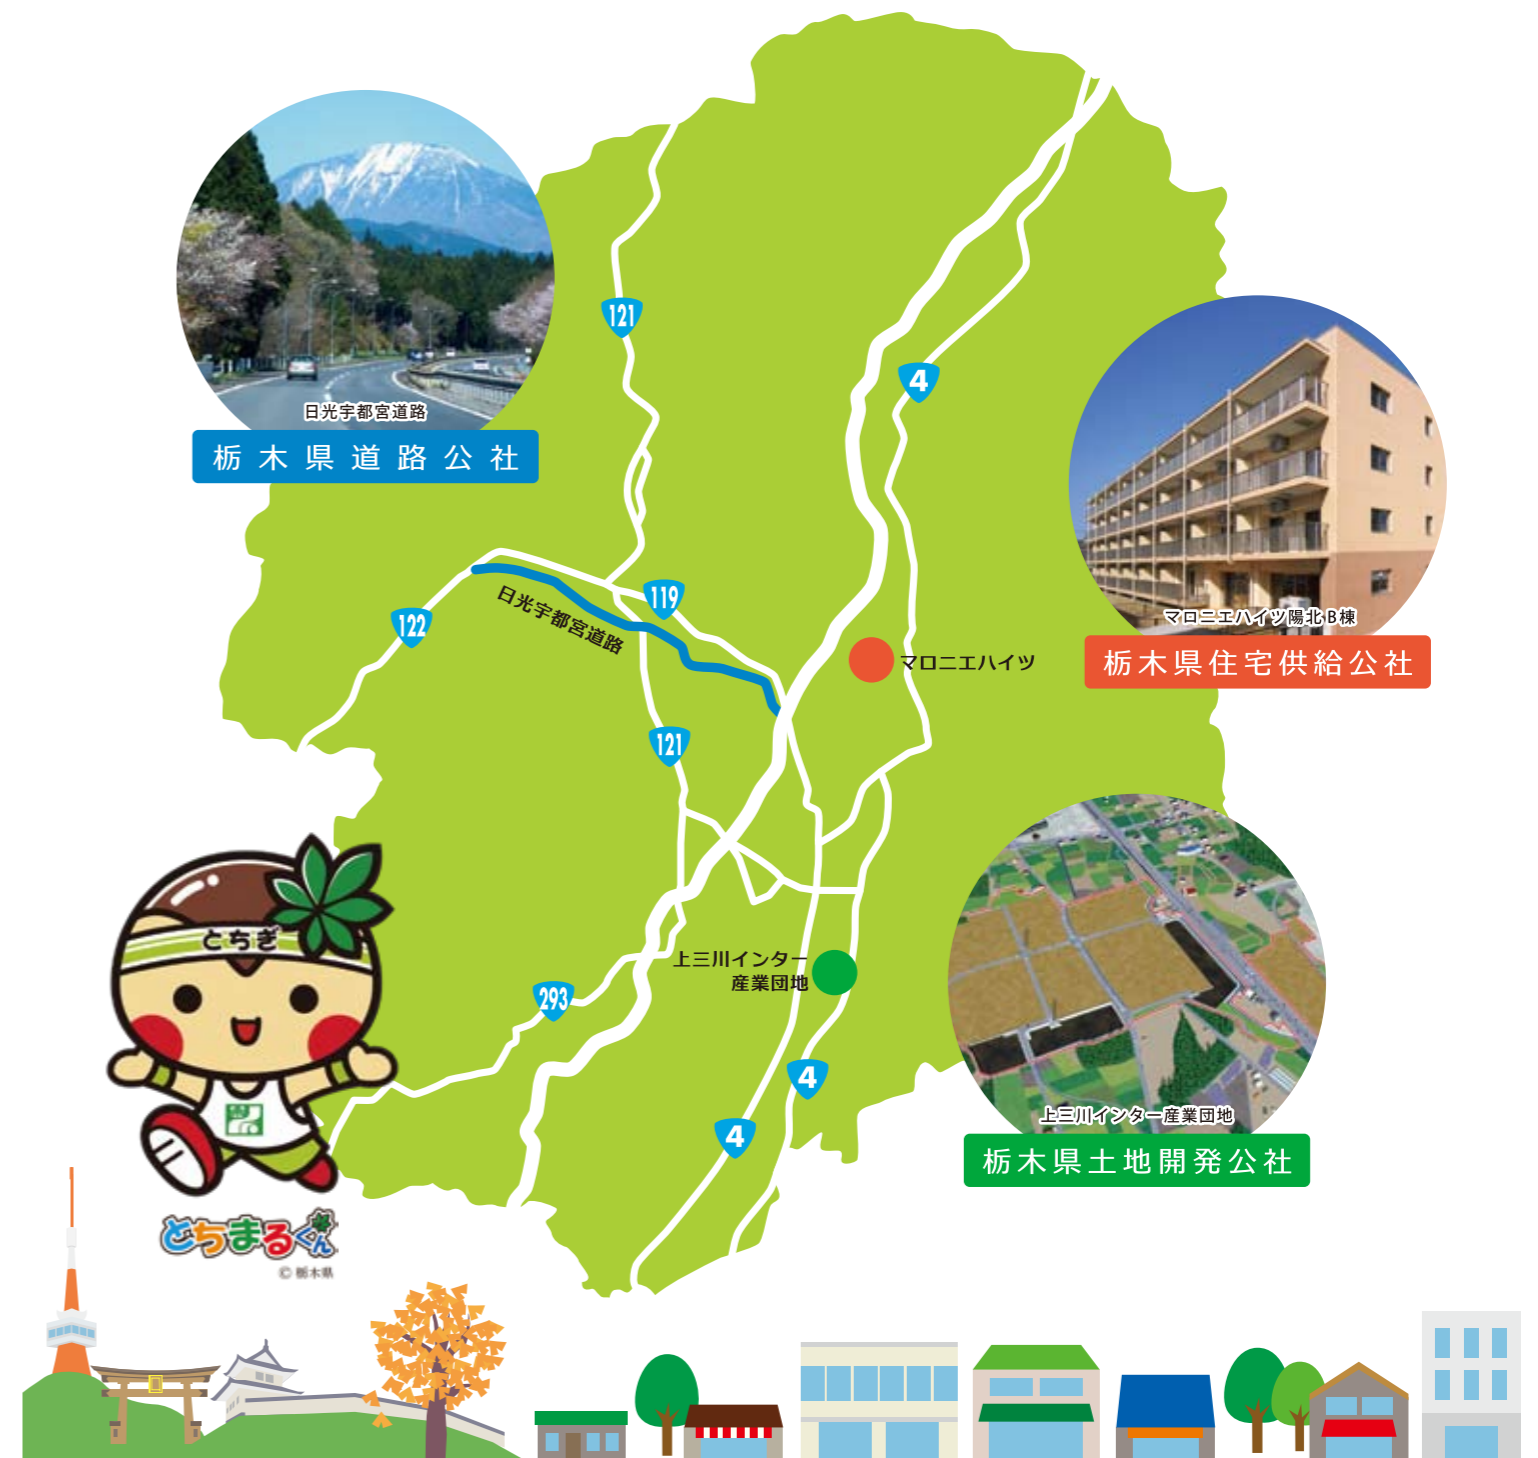 日光宇都宮道路
栃木県道路公社
121
4
マロニエハイツ陽北B棟
栃木県住宅供給公社
119
122
日光宇都宮道路
マロニエハイツ
121
上三川インター
産業団地
293
4
4
上三川インター産業団地
栃木県土地開発公社
とちぎ
とちまるくん
© 栃木県